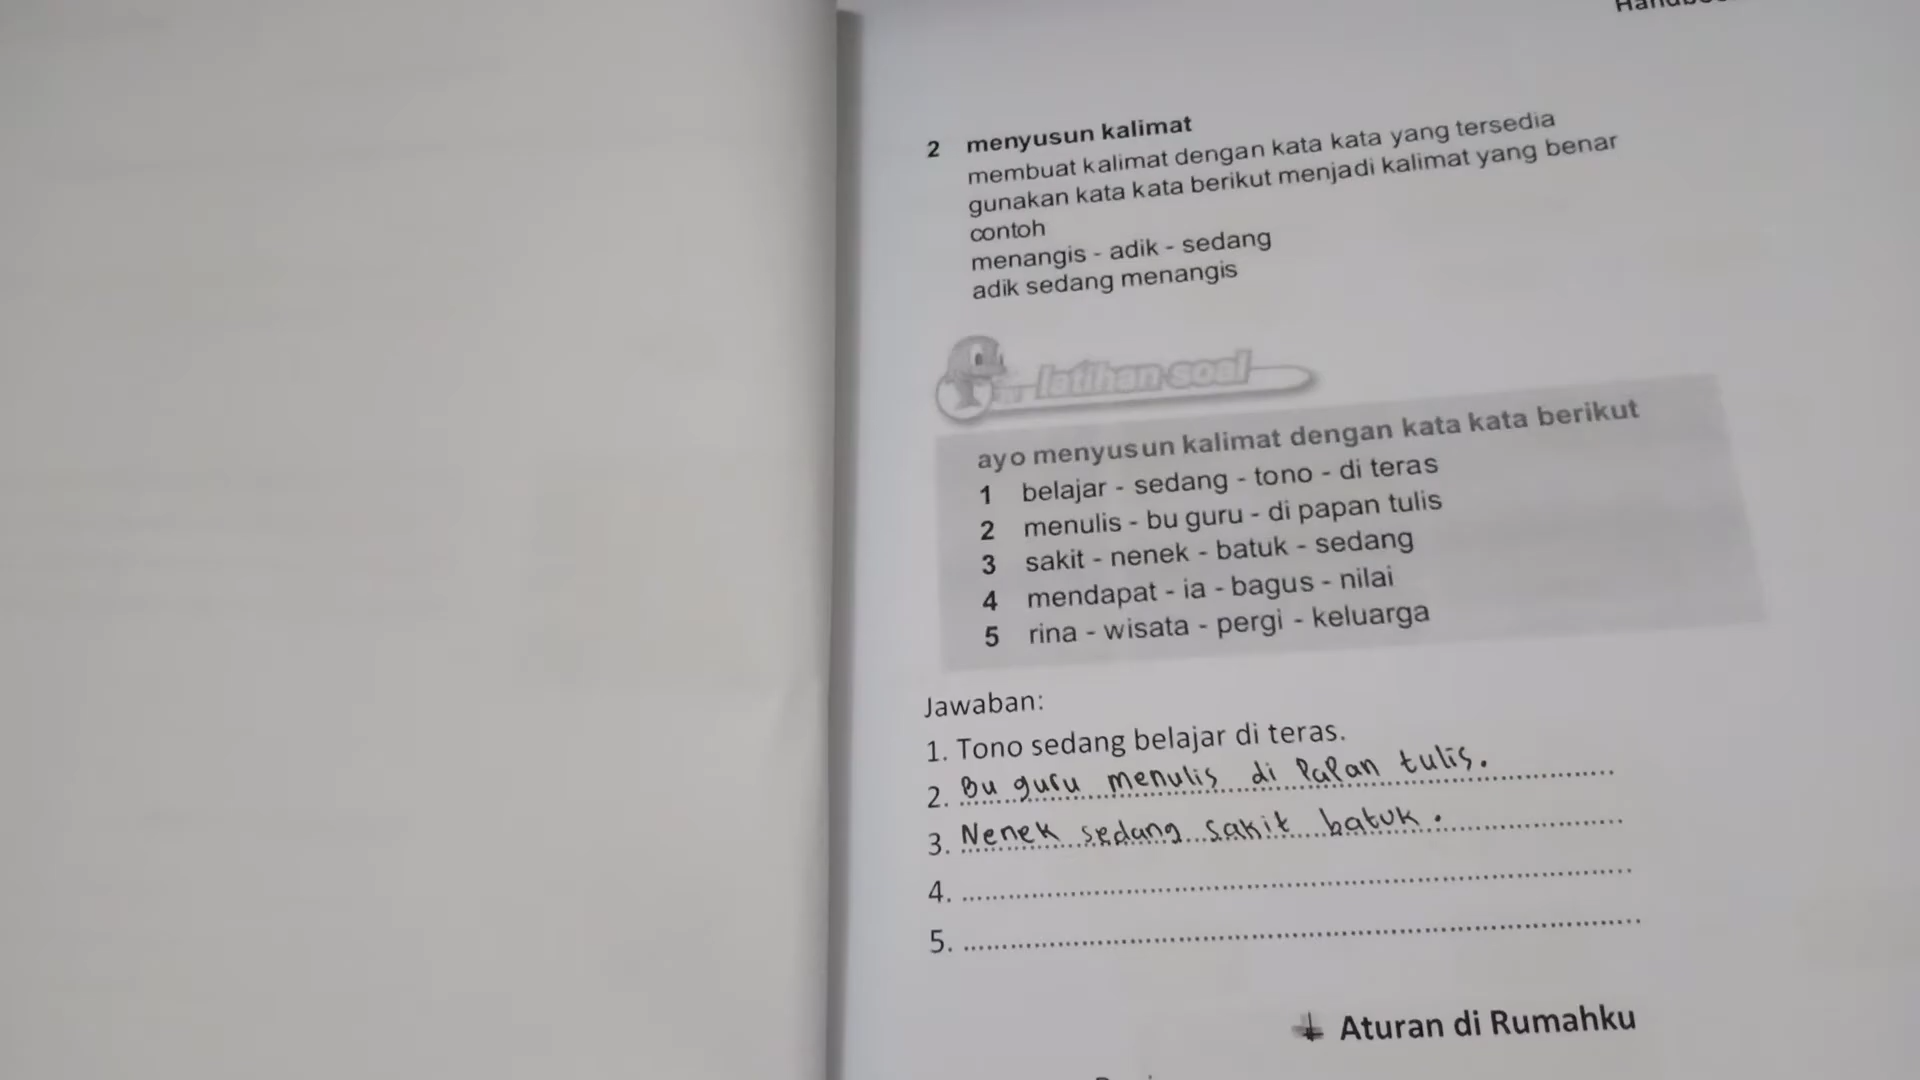 2 menyusun kalimat
membuat kalimat dengan kata kata yang tersedia
gunakan kata kata berikut menjadi kalimat yang benar
contoh
menangis - adik - sedang
adik sedang menangis
latihan soal
ayo menyusun kalimat dengan kata kata berikut
1 belajar - sedang - tono - di teras
2 menulis - bu guru - di papan tulis
3 sakit - nenek - batuk - sedang
4 mendapat - ia - bagus - nilai
5 rina - wisata - pergi - keluarga
Jawaban:
1. Tono sedang belajar di teras.
2. Bu guru menulis di papan tulis.
3. Nenek sedang sakit batuk.
4. ....................
5. ....................
Aturan di Rumahku